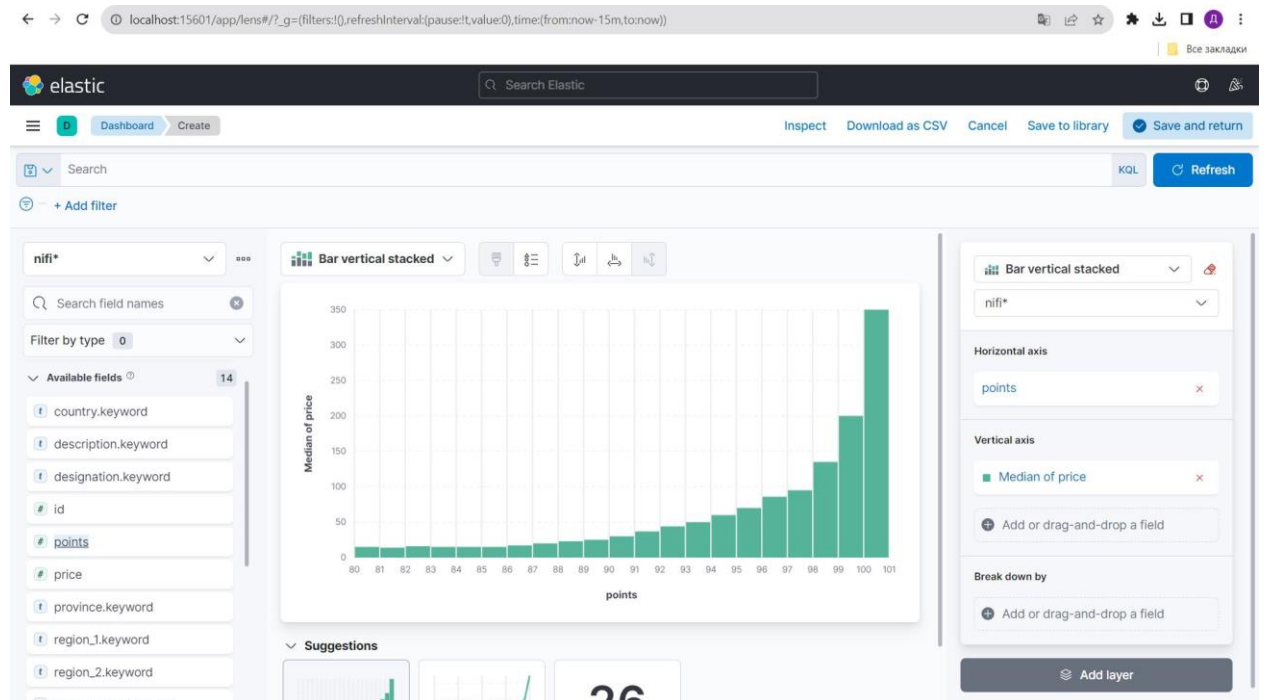 localhost:15601/app/lens#/?_g=(filters:!(),refreshInterval:(pause:!t,value:0),time:(from:now-15m,to:now))
Д
Все закладки
elastic
Search Elastic
D Dashboard Create
Inspect Download as CSV Cancel Save to library Save and return
Search
KQL
Refresh
+ Add filter
nifi*
Search field names
Filter by type 0
Available fields 14
t country.keyword
t description.keyword
t designation.keyword
# id
# points
# price
t province.keyword
t region_1.keyword
t region_2.keyword
Bar vertical stacked
350
300
250
200
150
100
50
0
Median of price
80 81 82 83 84 85 86 87 88 89 90 91 92 93 94 95 96 97 98 99 100 101
points
Suggestions
26
Bar vertical stacked
nifi*
Horizontal axis
points
Vertical axis
Median of price
Add or drag-and-drop a field
Break down by
Add or drag-and-drop a field
Add layer